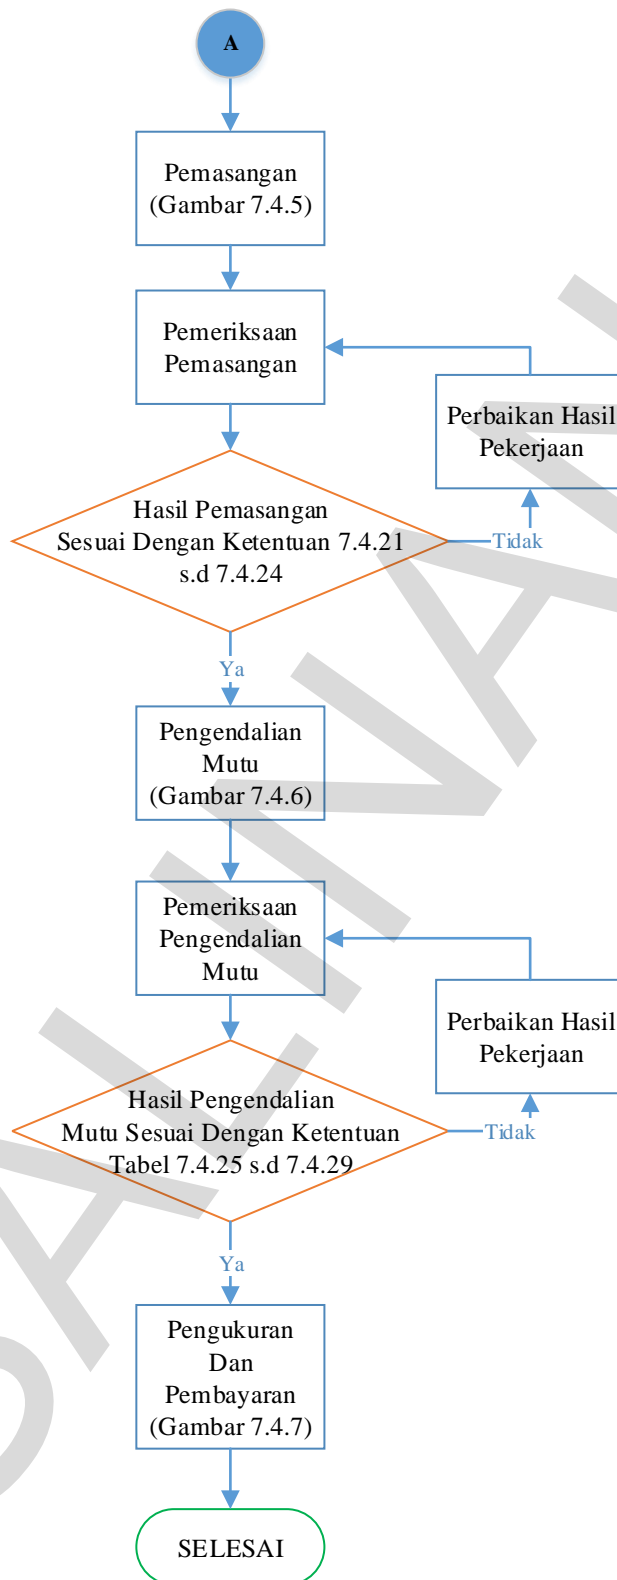 A
Pemasangan
(Gambar 7.4.5)
Pemeriksaan
Pemasangan
Perbaikan Hasil
Pekerjaan
Hasil Pemasangan
Sesuai Dengan Ketentuan 7.4.21
s.d 7.4.24
Tidak
Ya
Pengendalian
Mutu
(Gambar 7.4.6)
Pemeriksaan
Pengendalian
Mutu
Perbaikan Hasil
Pekerjaan
Hasil Pengendalian
Mutu Sesuai Dengan Ketentuan
Tabel 7.4.25 s.d 7.4.29
Tidak
Ya
Pengukuran
Dan
Pembayaran
(Gambar 7.4.7)
SELESAI
SALINAN